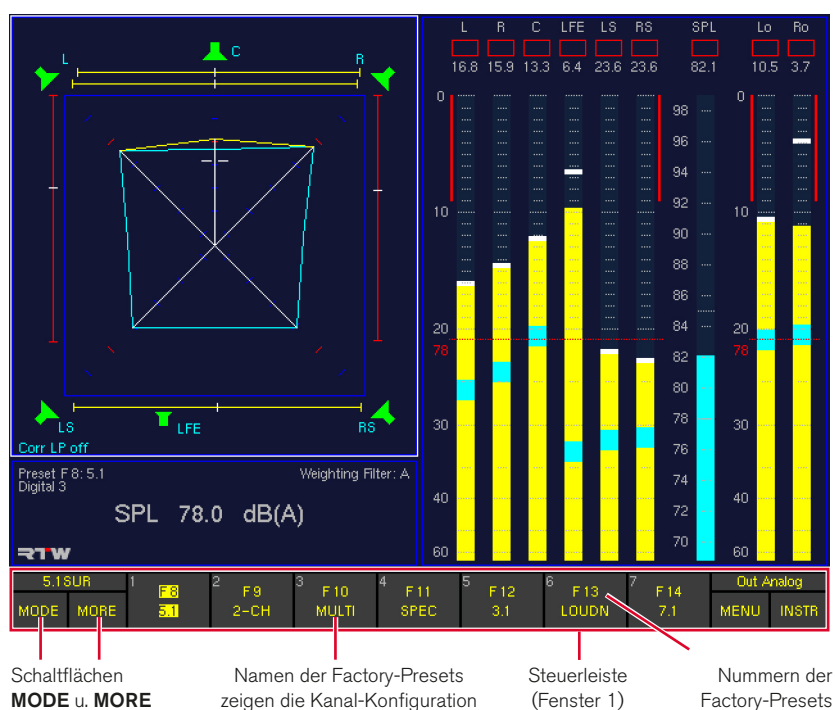 C
L
R
LS
LFE
RS
Corr LP off
L R C LFE LS RS SPL Lo Ro
16.8 15.9 13.3 6.4 23.6 23.6 82.1 10.5 3.7
0
10
20
78
30
40
60
98
96
94
92
90
88
86
84
82
80
78
76
74
72
70
0
10
20
78
30
40
60
Preset F 8: 5.1 Weighting Filter: A
Digital 3
SPL 78.0 dB(A)
RTW
5.1SUR 1 F8 2 F9 3 F10 4 F11 5 F12 6 F13 7 F14 Out Analog
MODE MORE 5.1 2-CH MULTI SPEC 3.1 LOUDN 7.1 MENU INSTR
Schaltflächen
MODE u. MORE
Namen der Factory-Presets
zeigen die Kanal-Konfiguration
Steuerleiste
(Fenster 1)
Nummern der
Factory-Presets